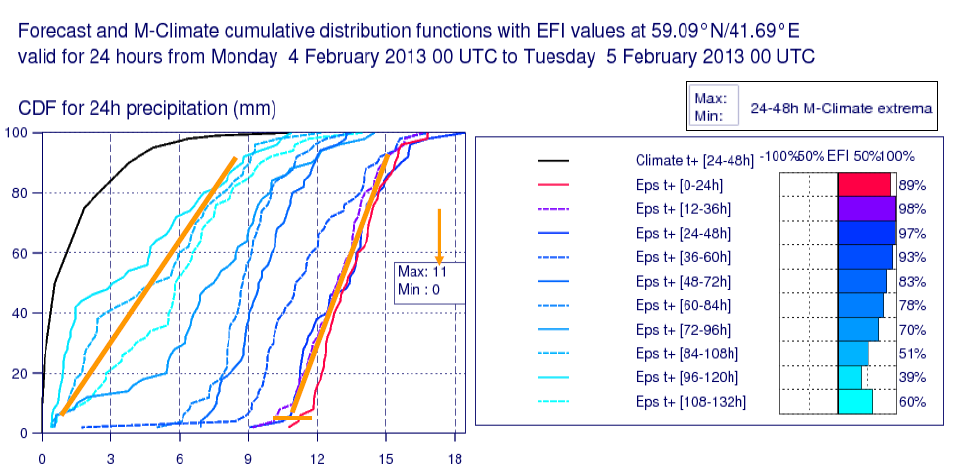 Forecast and M-Climate cumulative distribution functions with EFI values at 59.09°N/41.69°E
valid for 24 hours from Monday 4 February 2013 00 UTC to Tuesday 5 February 2013 00 UTC
CDF for 24h precipitation (mm)
Max:
Min:
24-48h M-Climate extrema
100
80
60
40
20
0
0 3 6 9 12 15 18
Max: 11
Min : 0
Climate t+ [24-48h] -100% -50% EFI 50% 100%
Eps t+ [0-24h] 89%
Eps t+ [12-36h] 98%
Eps t+ [24-48h] 97%
Eps t+ [36-60h] 93%
Eps t+ [48-72h] 83%
Eps t+ [60-84h] 78%
Eps t+ [72-96h] 70%
Eps t+ [84-108h] 51%
Eps t+ [96-120h] 39%
Eps t+ [108-132h] 60%